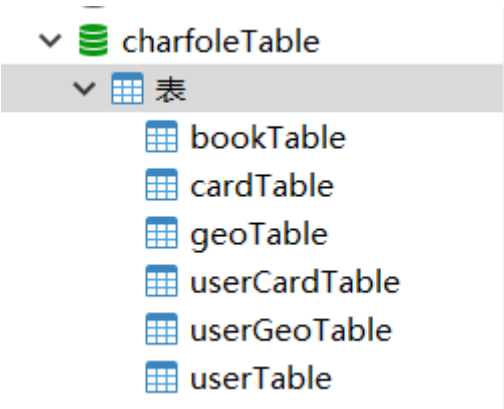 charfoleTable
表
bookTable
cardTable
geoTable
userCardTable
userGeoTable
userTable